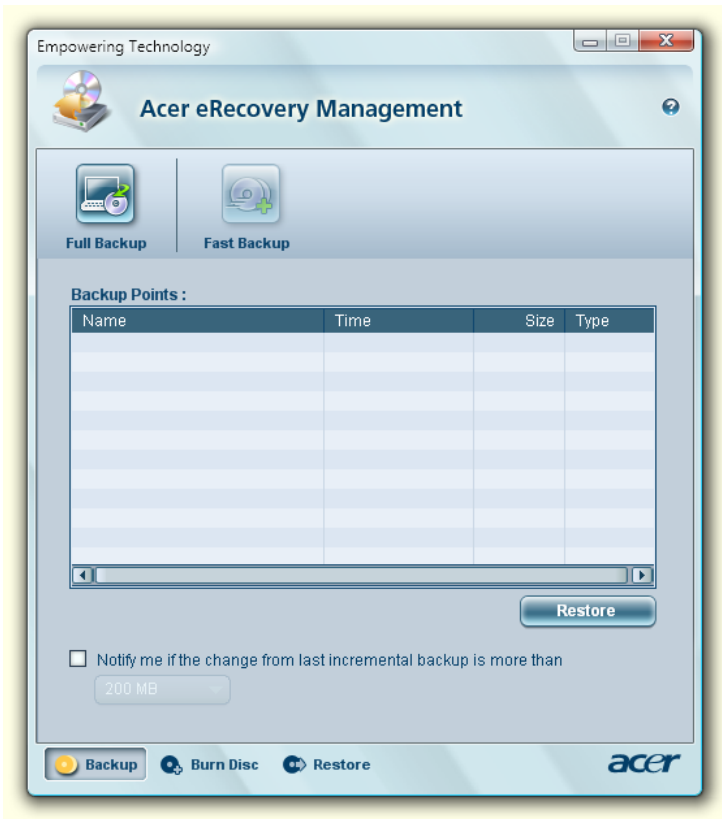 Empowering Technology
Acer eRecovery Management
Full Backup
Fast Backup
Backup Points :
Name Time Size Type
Restore
Notify me if the change from last incremental backup is more than
200 MB
Backup Burn Disc Restore acer